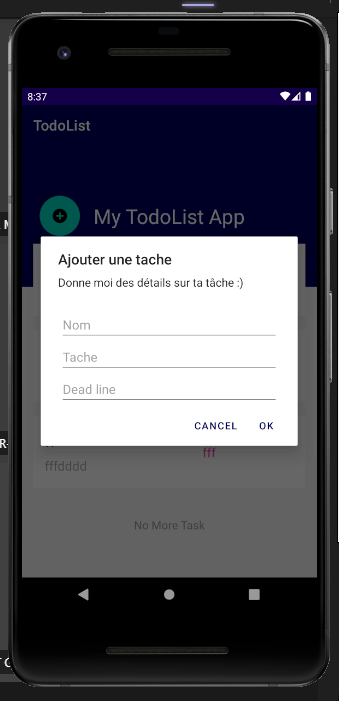 8:37
TodoList
My TodoList App
Ajouter une tache
Donne moi des détails sur ta tâche :)
Nom
Tache
Dead line
CANCEL OK
fff
fffdddd
No More Task